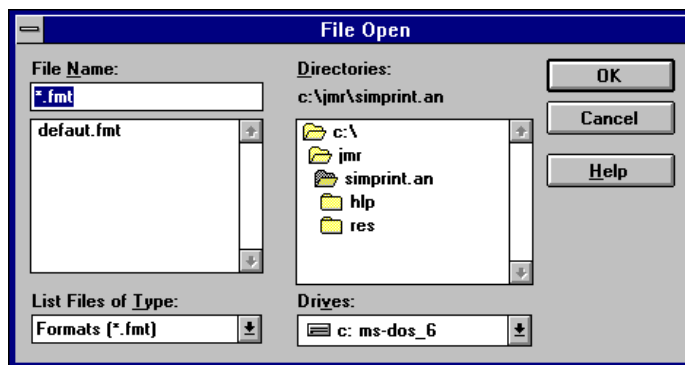 File Open
File Name:
*.fmt
defaut.fmt
List Files of Type:
Formats (*.fmt)
Directories:
c:\jmr\simprint.an
c:\
jmr
simprint.an
hlp
res
Drives:
c: ms-dos_6
OK
Cancel
Help